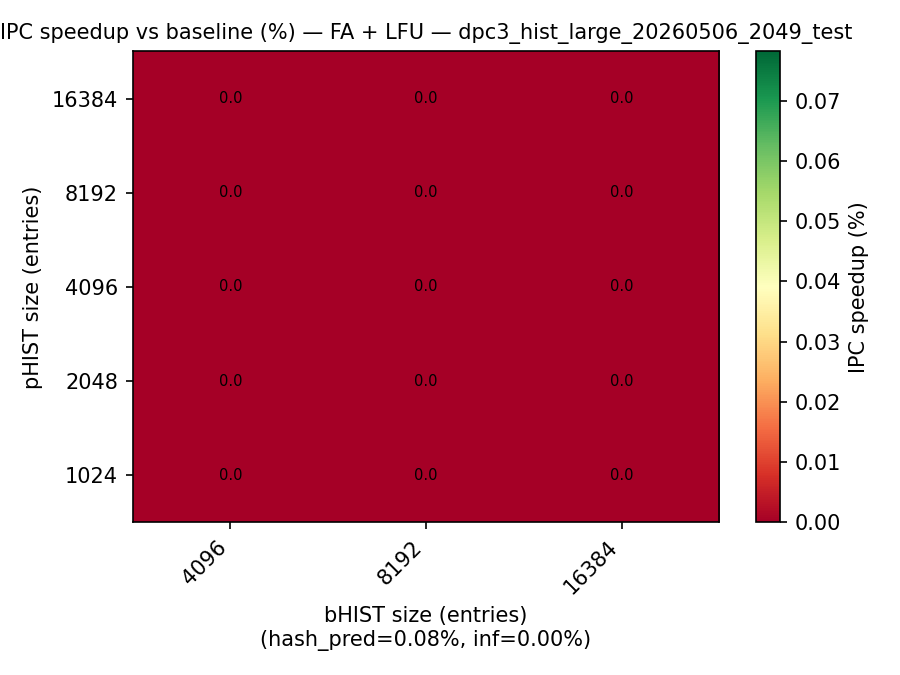 IPC speedup vs baseline (%) — FA + LFU — dpc3_hist_large_20260506_2049_test
pHIST size (entries)
16384 0.0 0.0 0.0
8192 0.0 0.0 0.0
4096 0.0 0.0 0.0
2048 0.0 0.0 0.0
1024 0.0 0.0 0.0
4096 8192 16384
bHIST size (entries)
(hash_pred=0.08%, inf=0.00%)
0.07
0.06
0.05
0.04
0.03
0.02
0.01
0.00
IPC speedup (%)